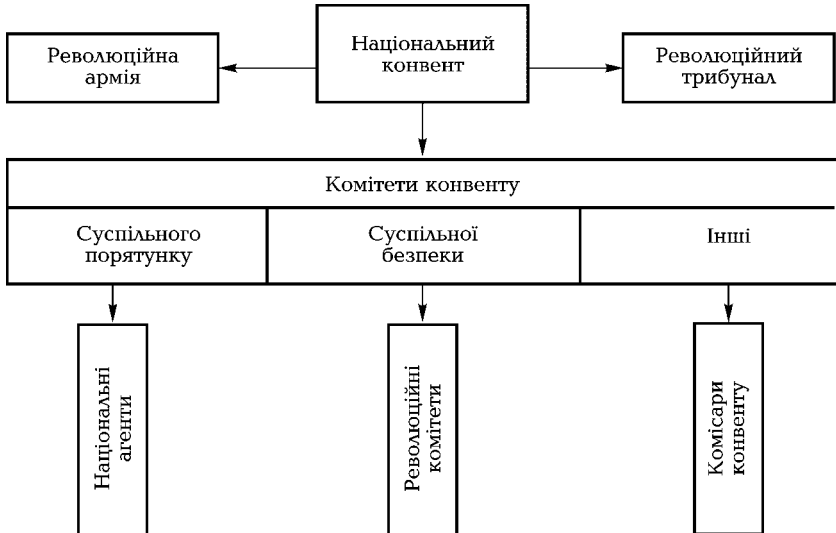 Революційна
армія
Національний
конвент
Революційний
трибунал
Комітети конвенту
Суспільного
порятунку
Суспільної
безпеки
Інші
Національні
агенти
Революційні
комітети
Комісари
конвенту